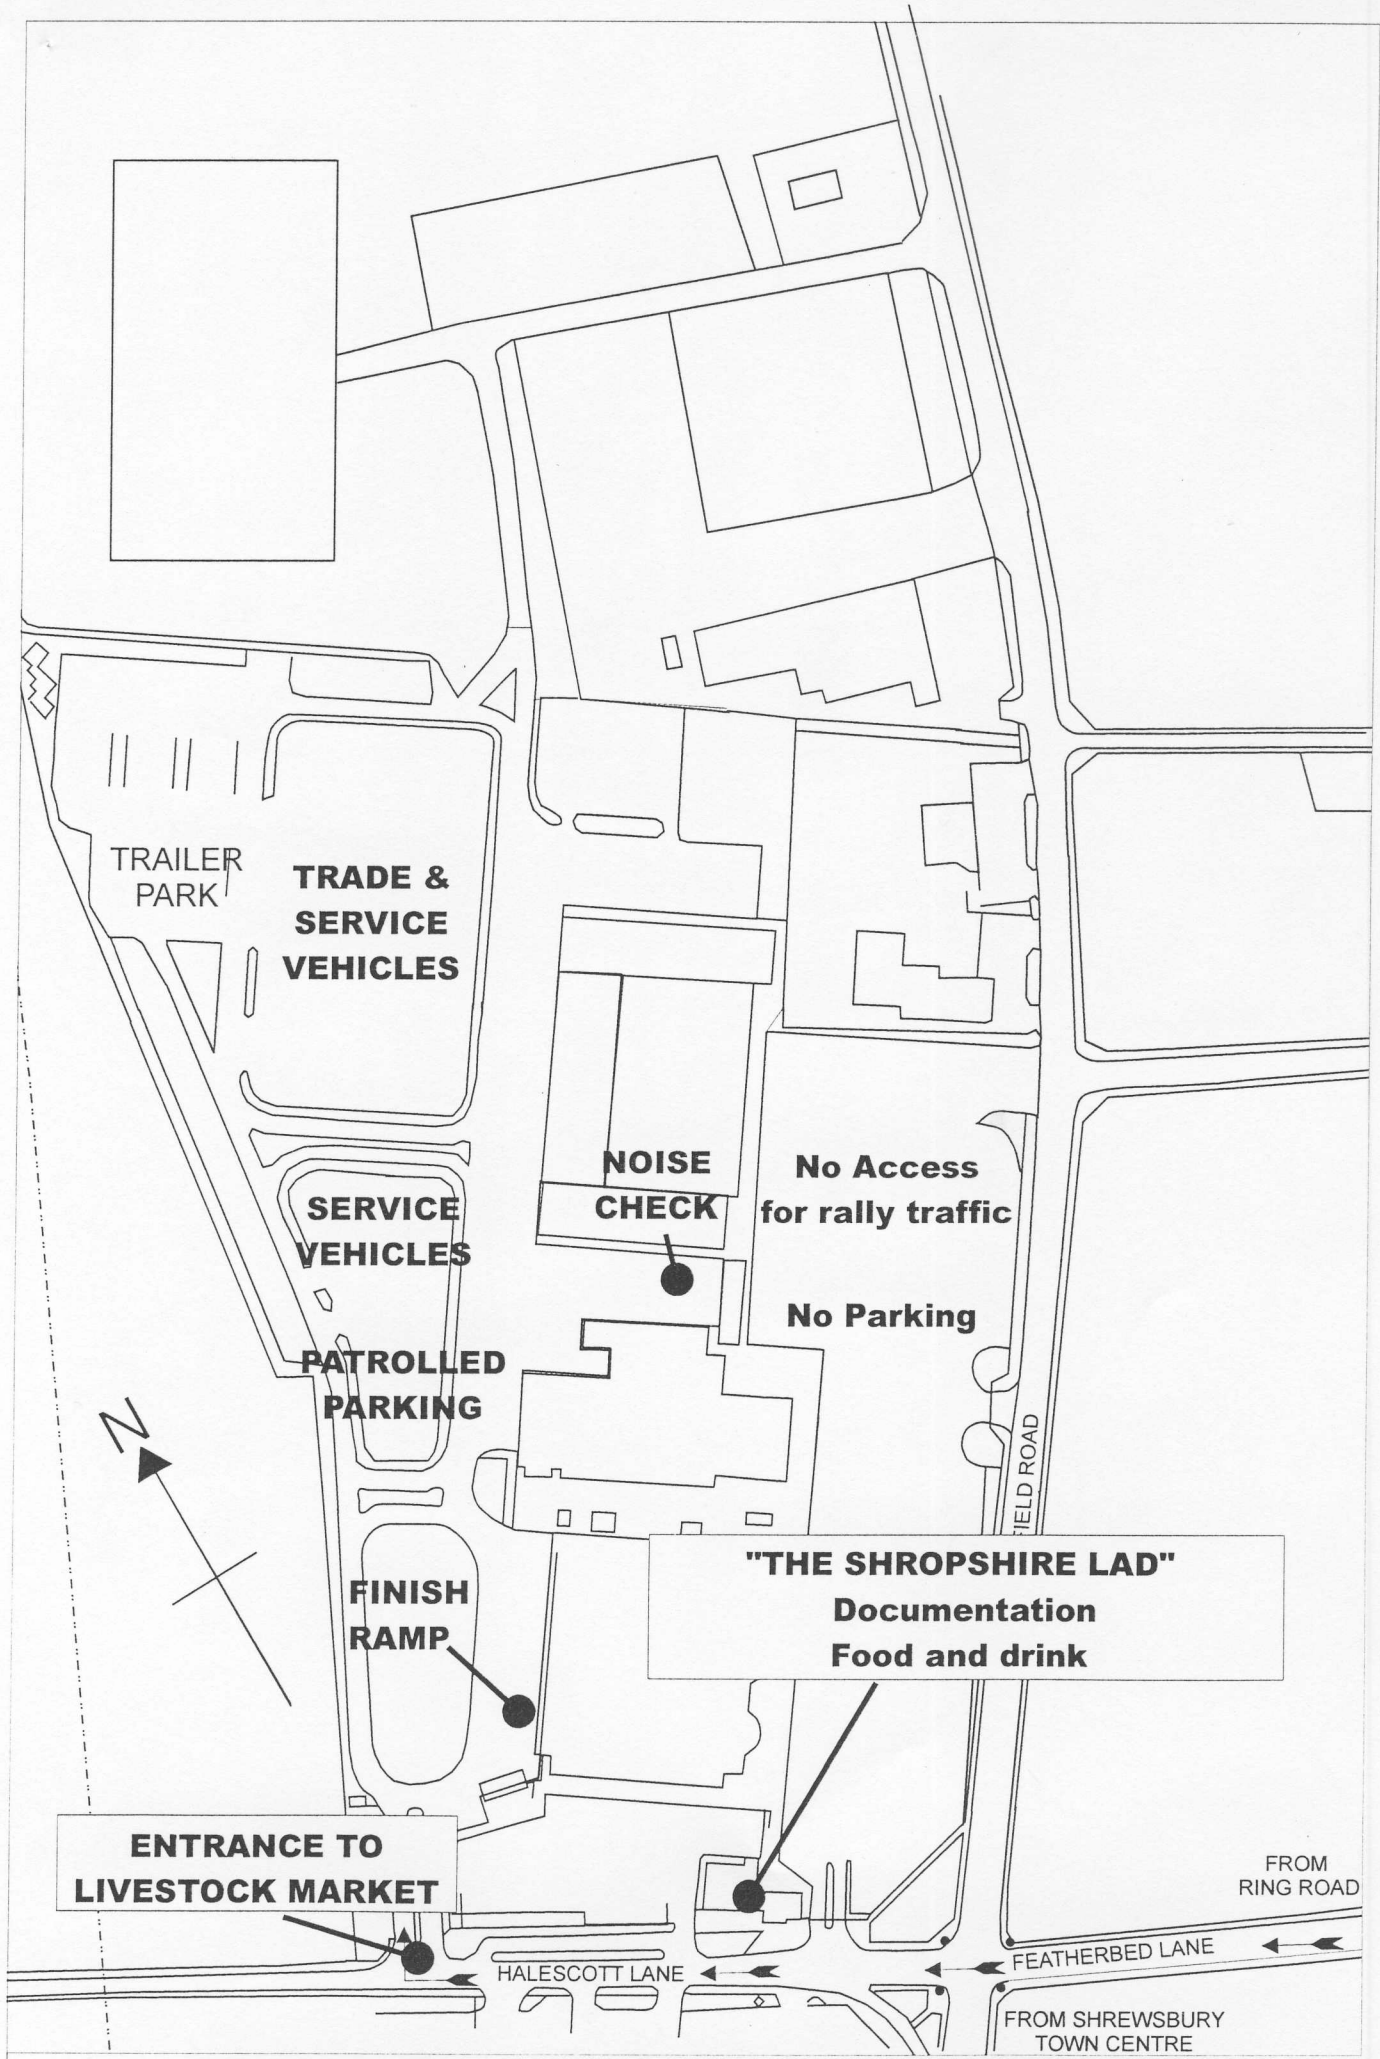 TRAILER
PARK
TRADE &
SERVICE
VEHICLES
NOISE
CHECK
No Access
for rally traffic
No Parking
SERVICE
VEHICLES
PATROLLED
PARKING
N
FIELD ROAD
"THE SHROPSHIRE LAD"
Documentation
Food and drink
FINISH
RAMP
ENTRANCE TO
LIVESTOCK MARKET
FROM
RING ROAD
HALESCOTT LANE
FEATHERBED LANE
FROM SHREWSBURY
TOWN CENTRE